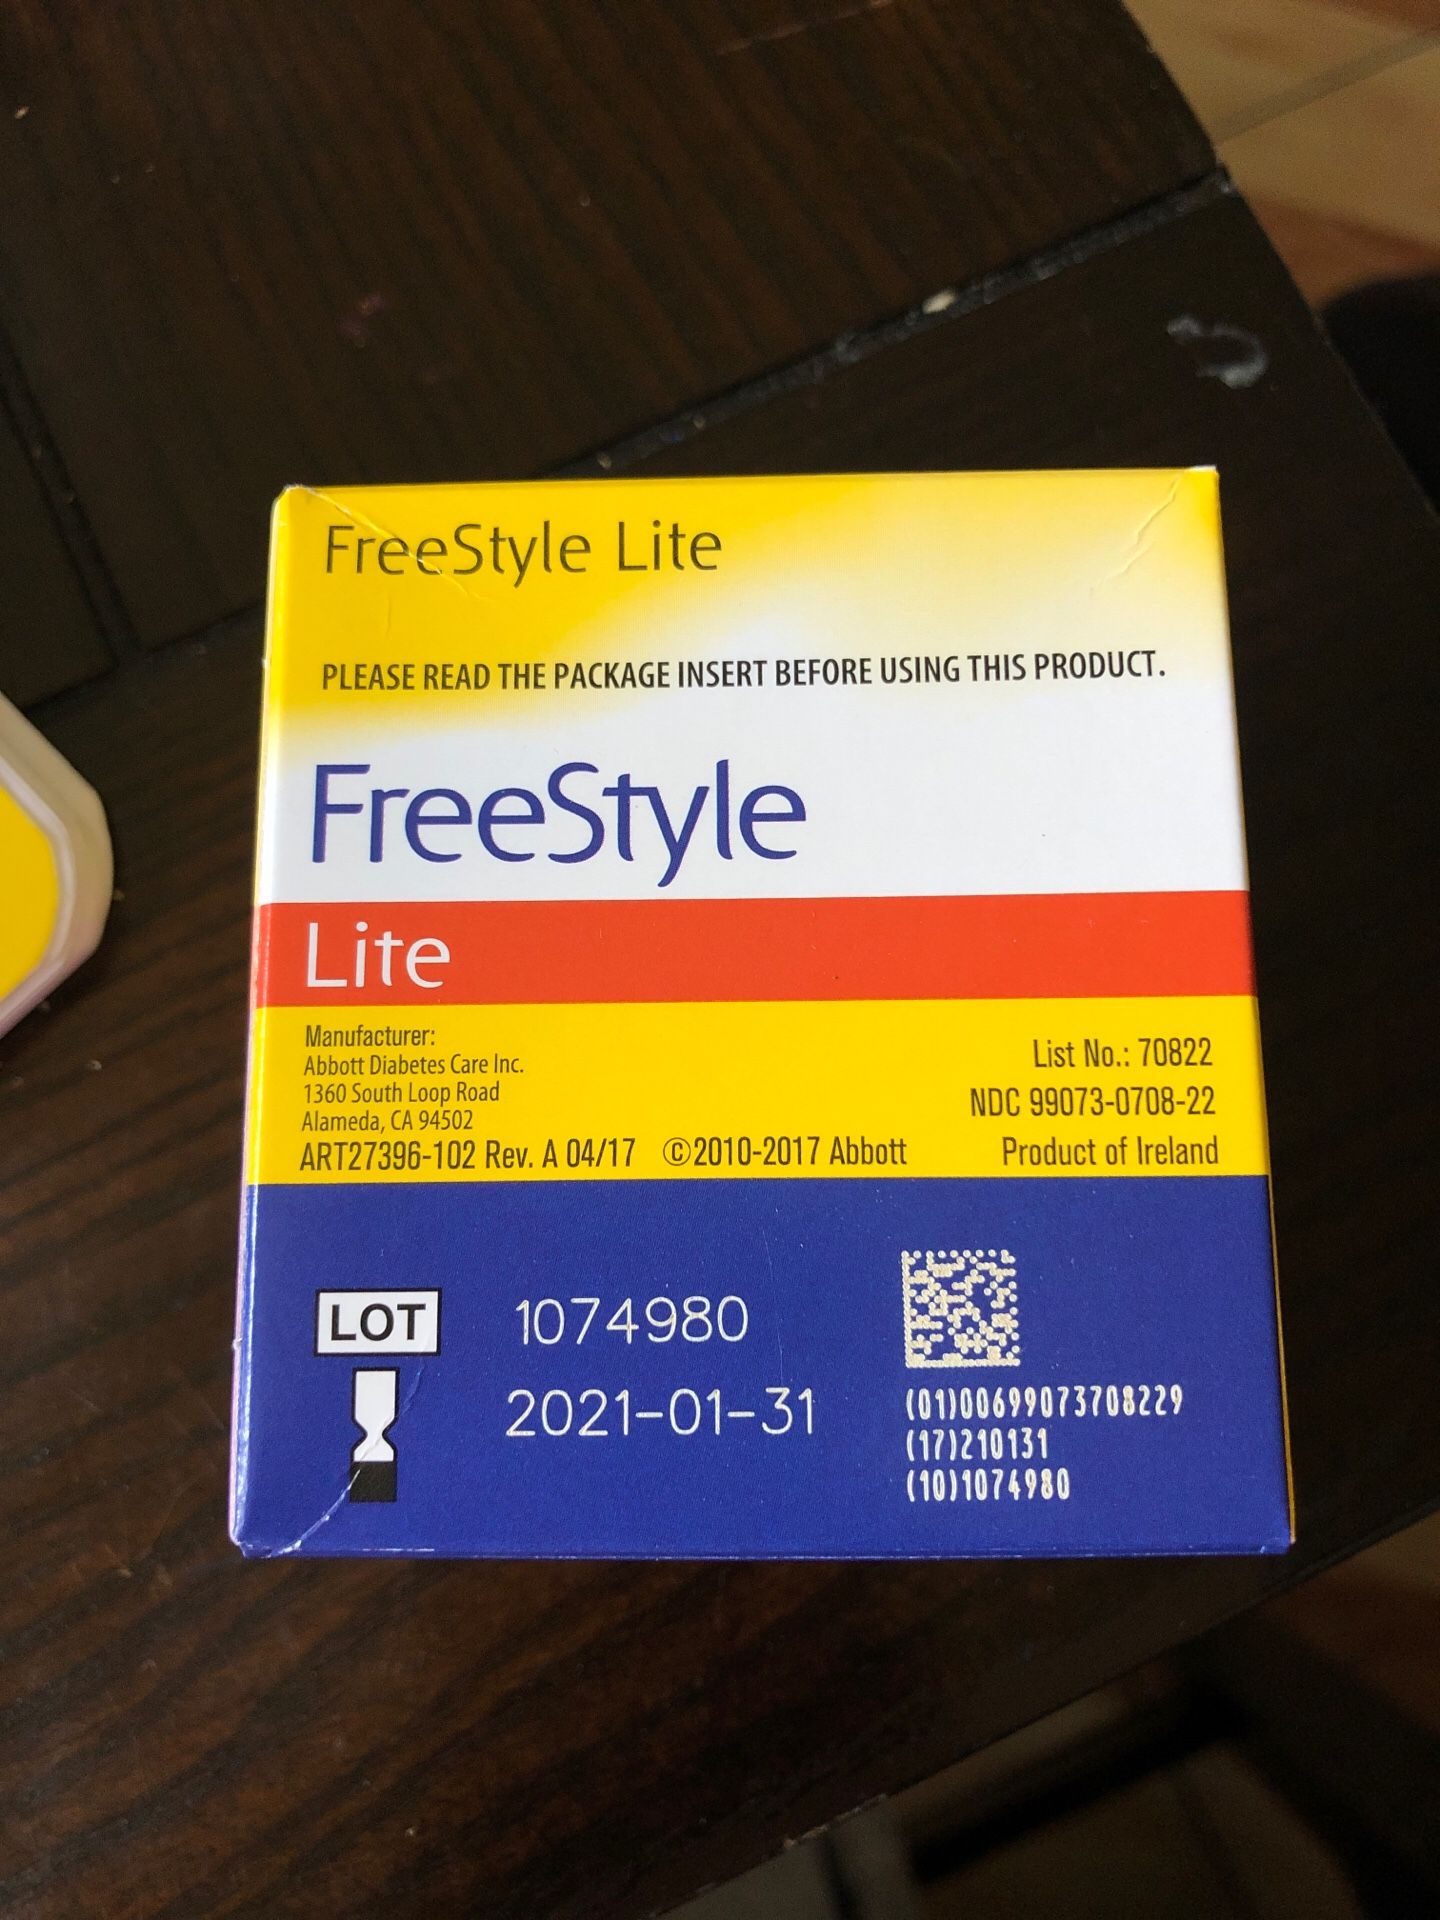 FreeStyle Lite
PLEASE READ THE PACKAGE INSERT BEFORE USING THIS PRODUCT.
FreeStyle
Lite
Manufacturer:
Abbott Diabetes Care Inc.
1360 South Loop Road
Alameda, CA 94502
ART27396-102 Rev. A 04/17 ©2010-2017 Abbott
List No.: 70822
NDC 99073-0708-22
Product of Ireland
LOT 1074980
2021-01-31
(01)00699073708229
(17)210131
(10)1074980